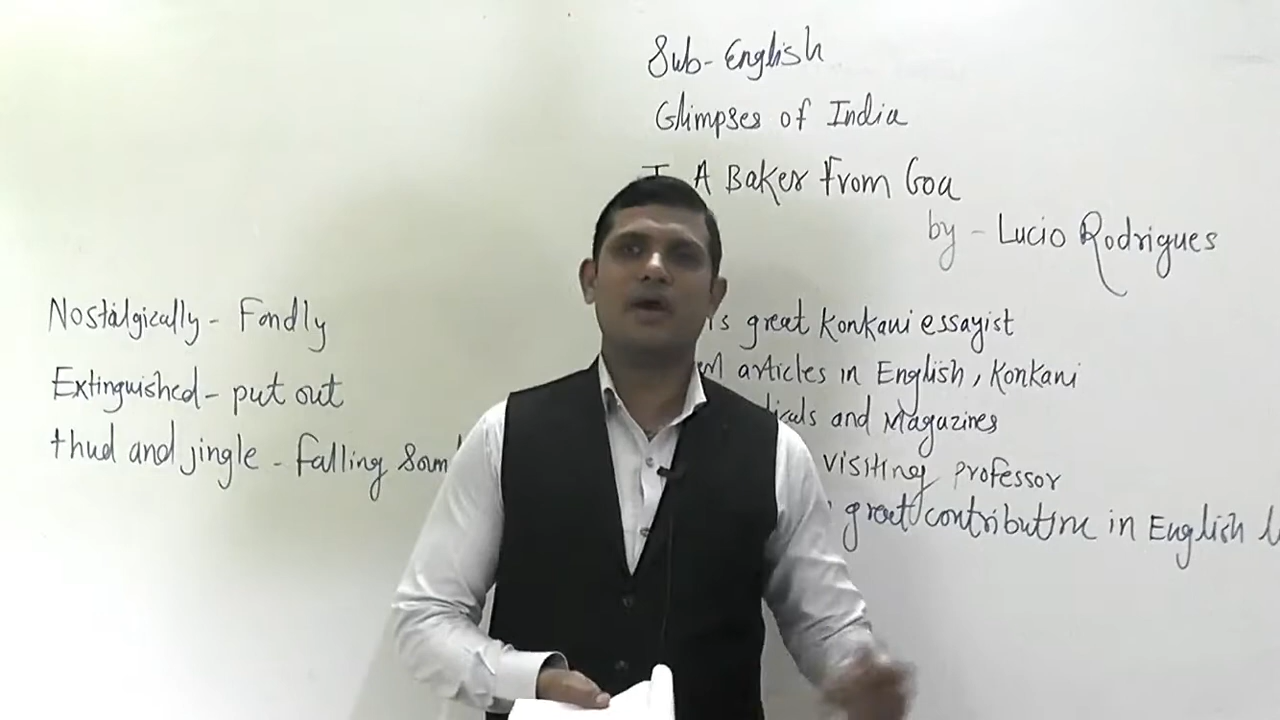 Sub- English
Glimpses of India
I A Baker From Goa
by - Lucio Rodrigues
Nostalgically - Fondly
Extinguished - put out
thud and jingle - falling
great Konkani essayist
articles in English, Konkani
and Magazines
visiting professor
great contribution in English